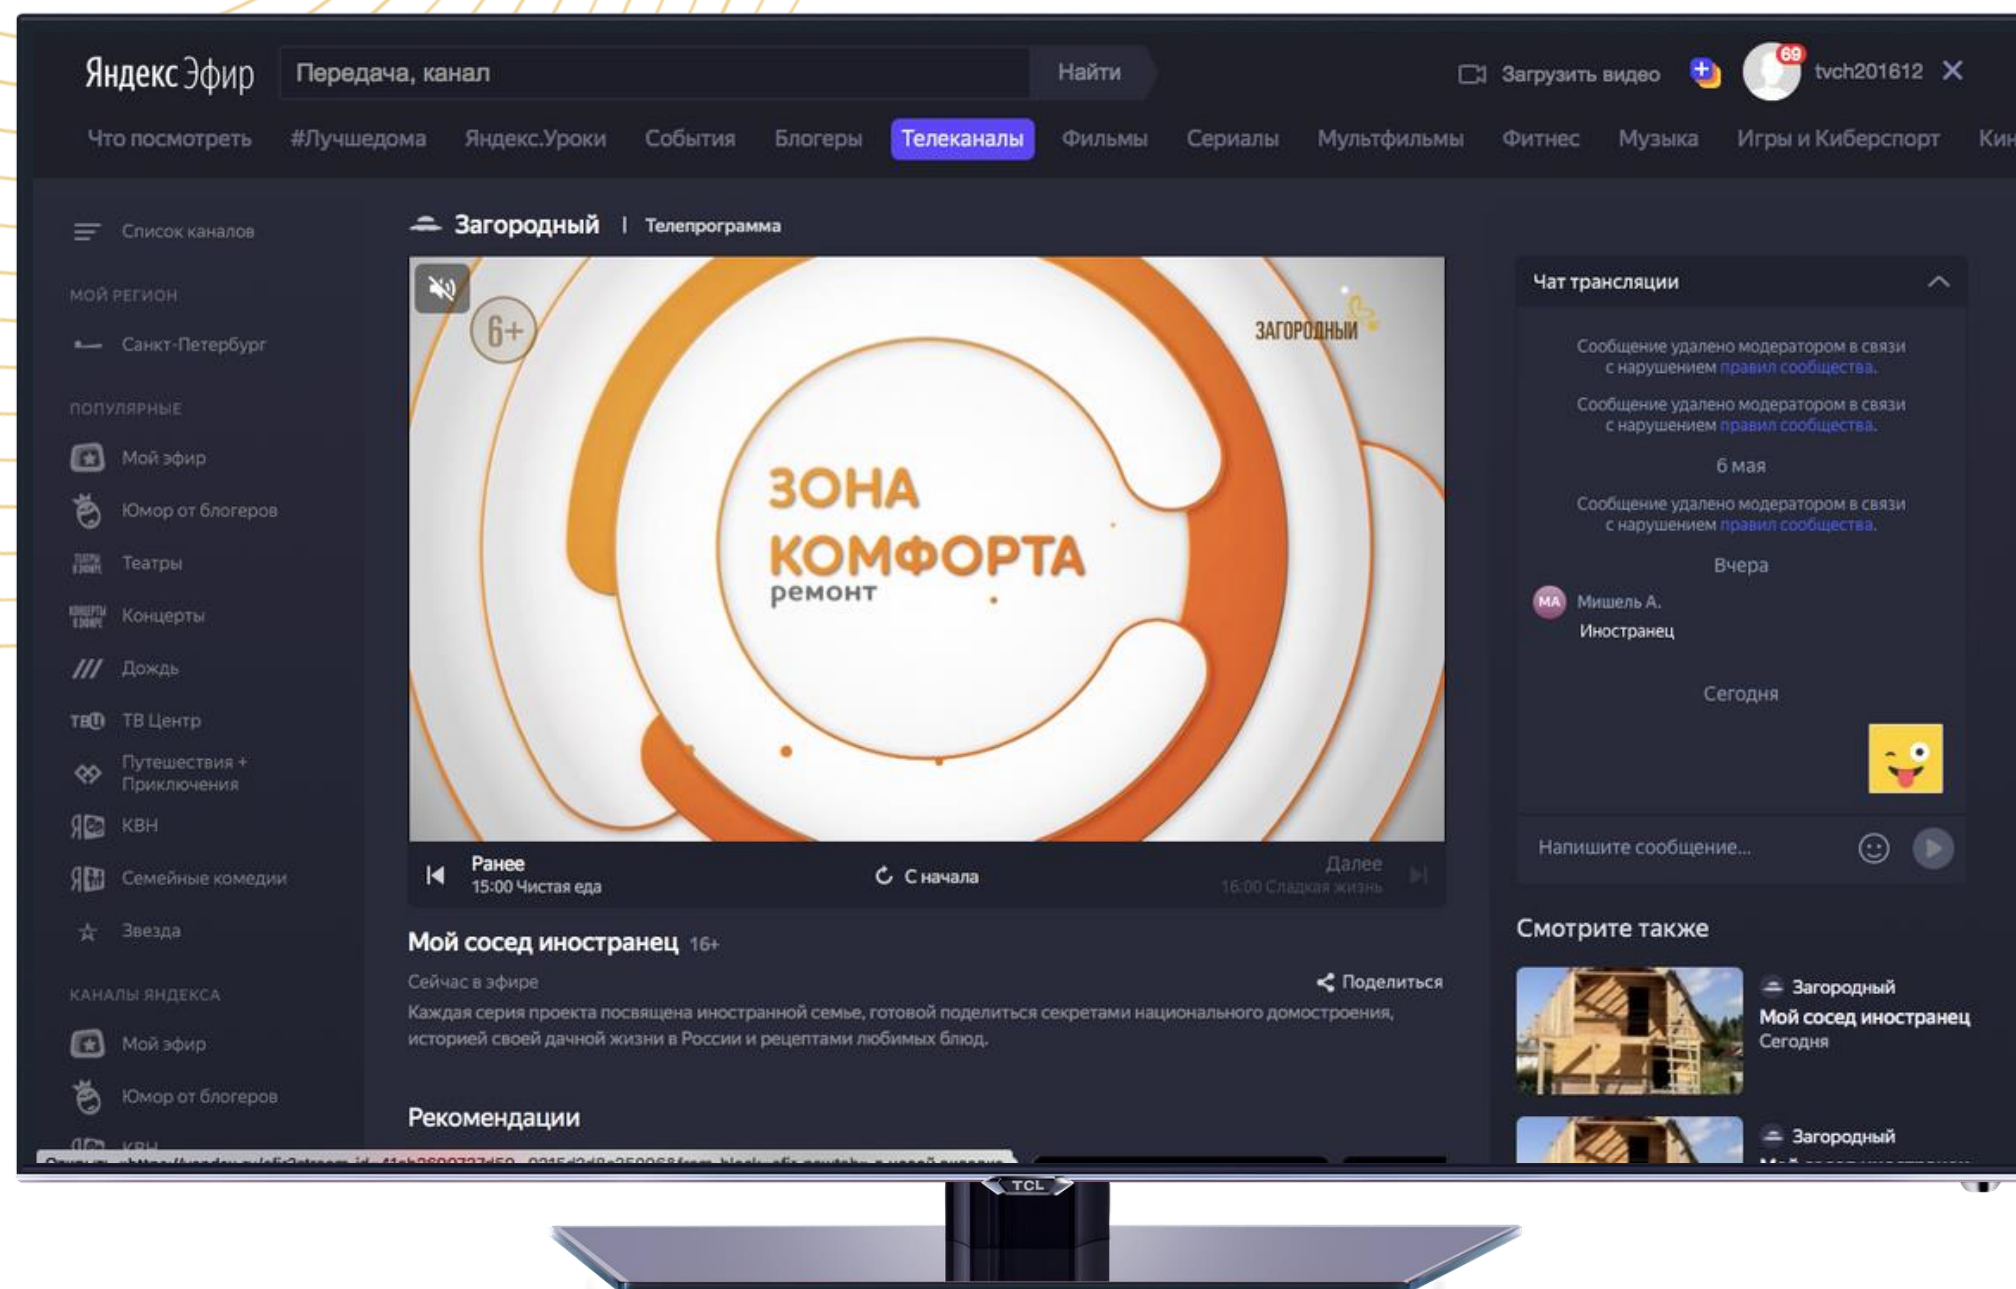 Яндекс Эфир
Передача, канал
Найти
Загрузить видео
69
tvch201612
Что посмотреть
#Лучшедома
Яндекс.Уроки
События
Блогеры
Телеканалы
Фильмы
Сериалы
Мультфильмы
Фитнес
Музыка
Игры и Киберспорт
Кин
Список каналов
МОЙ РЕГИОН
Санкт-Петербург
ПОПУЛЯРНЫЕ
Мой эфир
Юмор от блогеров
Театры
Концерты
Дождь
ТВЦ ТВ Центр
Путешествия +
Приключения
КВН
Семейные комедии
Звезда
КАНАЛЫ ЯНДЕКСА
Мой эфир
Юмор от блогеров
КВН
Загородный | Телепрограмма
6+
ЗАГОРОДНЫЙ
ЗОНА
КОМФОРТА
ремонт
Ранее
15:00 Чистая еда
С начала
Далее
16:00 Сладкая жизнь
Мой сосед иностранец 16+
Сейчас в эфире
Поделиться
Каждая серия проекта посвящена иностранной семье, готовой поделиться секретами национального домостроения,
историей своей дачной жизни в России и рецептами любимых блюд.
Рекомендации
Чат трансляции
Сообщение удалено модератором в связи
с нарушением правил сообщества.
Сообщение удалено модератором в связи
с нарушением правил сообщества.
6 мая
Сообщение удалено модератором в связи
с нарушением правил сообщества.
Вчера
МА Мишель А.
Иностранец
Сегодня
Напишите сообщение...
Смотрите также
Загородный
Мой сосед иностранец
Сегодня
Загородный
TCL